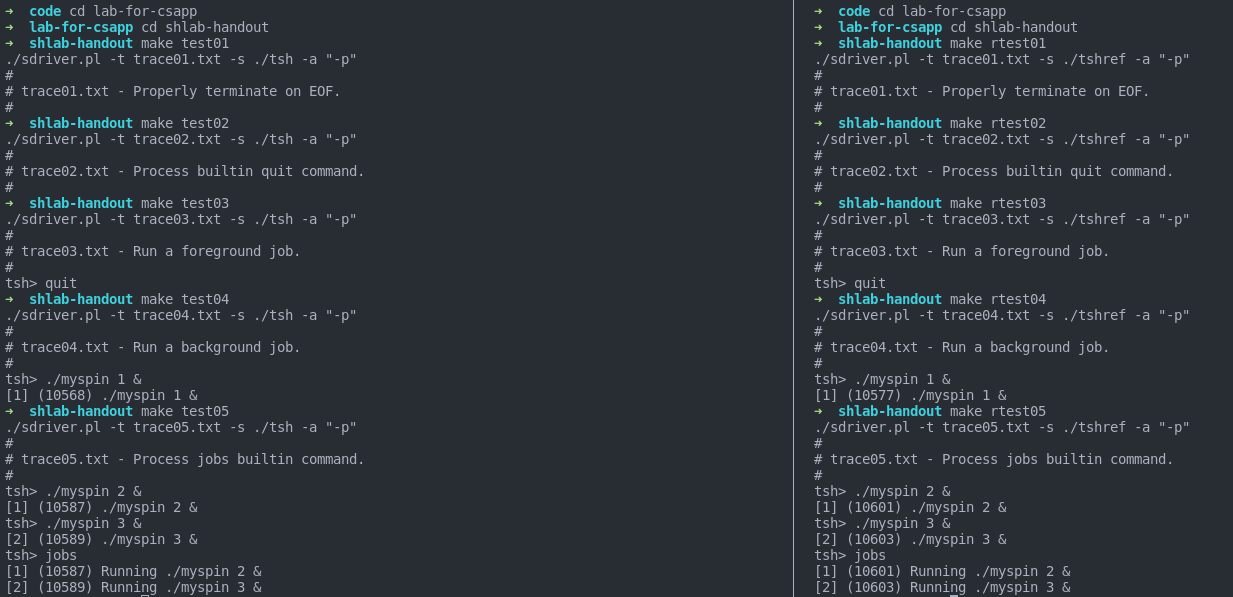 ➜  code cd lab-for-csapp
➜  lab-for-csapp cd shlab-handout
➜  shlab-handout make test01
./sdriver.pl -t trace01.txt -s ./tsh -a "-p"
#
# trace01.txt - Properly terminate on EOF.
#
➜  shlab-handout make test02
./sdriver.pl -t trace02.txt -s ./tsh -a "-p"
#
# trace02.txt - Process builtin quit command.
#
➜  shlab-handout make test03
./sdriver.pl -t trace03.txt -s ./tsh -a "-p"
#
# trace03.txt - Run a foreground job.
#
tsh> quit
➜  shlab-handout make test04
./sdriver.pl -t trace04.txt -s ./tsh -a "-p"
#
# trace04.txt - Run a background job.
#
tsh> ./myspin 1 &
[1] (10568) ./myspin 1 &
➜  shlab-handout make test05
./sdriver.pl -t trace05.txt -s ./tsh -a "-p"
#
# trace05.txt - Process jobs builtin command.
#
tsh> ./myspin 2 &
[1] (10587) ./myspin 2 &
tsh> ./myspin 3 &
[2] (10589) ./myspin 3 &
tsh> jobs
[1] (10587) Running ./myspin 2 &
[2] (10589) Running ./myspin 3 &
➜  code cd lab-for-csapp
➜  lab-for-csapp cd shlab-handout
➜  shlab-handout make rtest01
./sdriver.pl -t trace01.txt -s ./tshref -a "-p"
#
# trace01.txt - Properly terminate on EOF.
#
➜  shlab-handout make rtest02
./sdriver.pl -t trace02.txt -s ./tshref -a "-p"
#
# trace02.txt - Process builtin quit command.
#
➜  shlab-handout make rtest03
./sdriver.pl -t trace03.txt -s ./tshref -a "-p"
#
# trace03.txt - Run a foreground job.
#
tsh> quit
➜  shlab-handout make rtest04
./sdriver.pl -t trace04.txt -s ./tshref -a "-p"
#
# trace04.txt - Run a background job.
#
tsh> ./myspin 1 &
[1] (10577) ./myspin 1 &
➜  shlab-handout make rtest05
./sdriver.pl -t trace05.txt -s ./tshref -a "-p"
#
# trace05.txt - Process jobs builtin command.
#
tsh> ./myspin 2 &
[1] (10601) ./myspin 2 &
tsh> ./myspin 3 &
[2] (10603) ./myspin 3 &
tsh> jobs
[1] (10601) Running ./myspin 2 &
[2] (10603) Running ./myspin 3 &